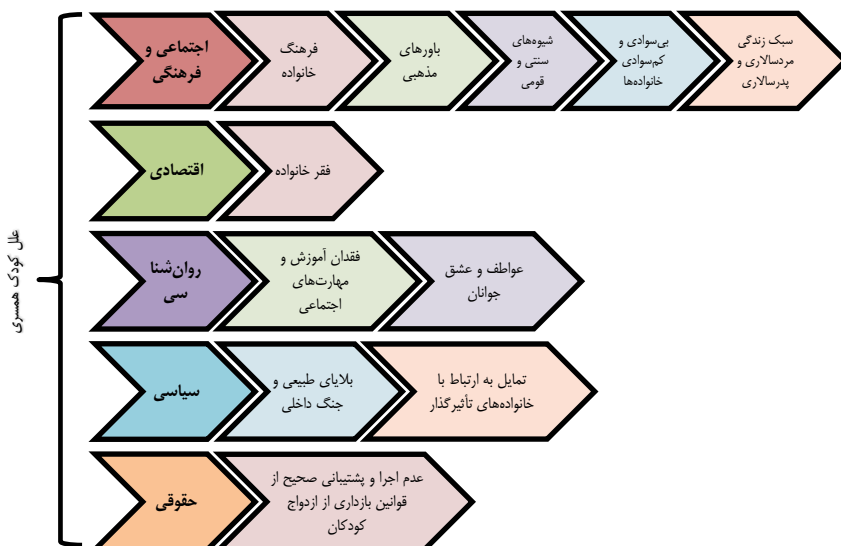 علل کودک همسری
اجتماعی و
فرهنگی
فرهنگ
خانواده
باورهای
مذهبی
شیوه‌های
سنتی و
قومی
بی‌سوادی و
کم‌سوادی
خانواده‌ها
سبک زندگی
مردسالاری و
پدرسالاری
اقتصادی
فقر خانواده
روان‌شنا
سی
فقدان آموزش و
مهارت‌های
اجتماعی
عواطف و عشق
جوانان
سیاسی
بلایای طبیعی و
جنگ داخلی
تمایل به ارتباط با
خانواده‌های تأثیرگذار
حقوقی
عدم اجرا و پشتیبانی صحیح از
قوانین بازداری از ازدواج
کودکان